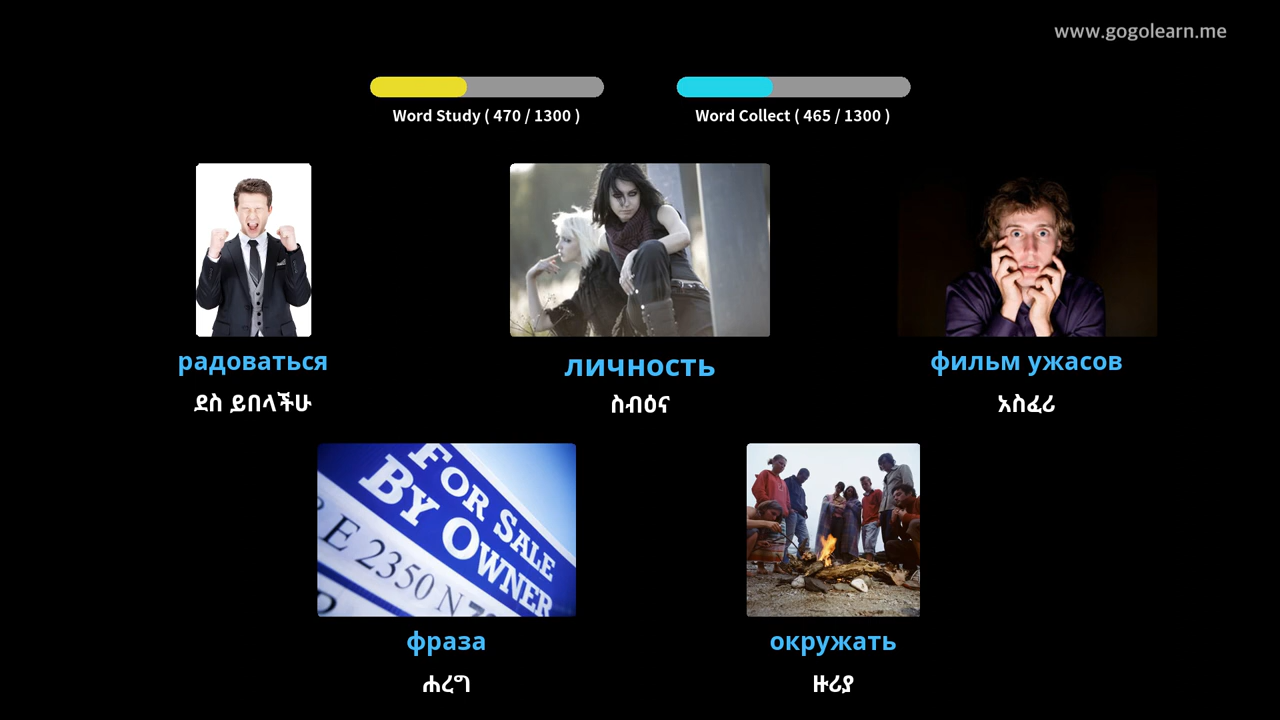 www.gogolearn.me
Word Study ( 470 / 1300 )
Word Collect ( 465 / 1300 )
радоваться
ደስ ይበላችሁ
личность
ስብዕና
фильм ужасов
አስፈሪ
FOR SALE
BY OWNER
E 2350 N
фраза
ሐረግ
окружать
ዙሪያ